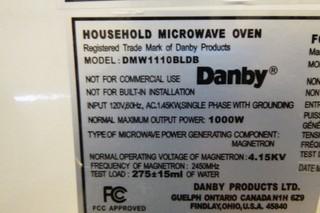 HOUSEHOLD MICROWAVE OVEN
Registered Trade Mark of Danby Products
MODEL: DMW1110BLDB
NOT FOR COMMERCIAL USE
Danby®
NOT FOR BUILT-IN INSTALLATION
INPUT 120V,60Hz, AC,1.45KW,SINGLE PHASE WITH GROUNDING
NORMAL MAXIMUM OUTPUT POWER: 1000W
TYPE OF MICROWAVE POWER GENERATING COMPONENT:
MAGNETRON
NORMAL OPERATING VOLTAGE OF MAGNETRON: 4.15KV
FREQUENCY OF MAGNETRON: 2450MHz
TEST LOAD: 275±15ml OF WATER
FC
FCC APPROVED
DANBY PRODUCTS LTD.
GUELPH ONTARIO CANADA N1H 6Z9
FINDLAY,OHIO,U.S.A. 45840